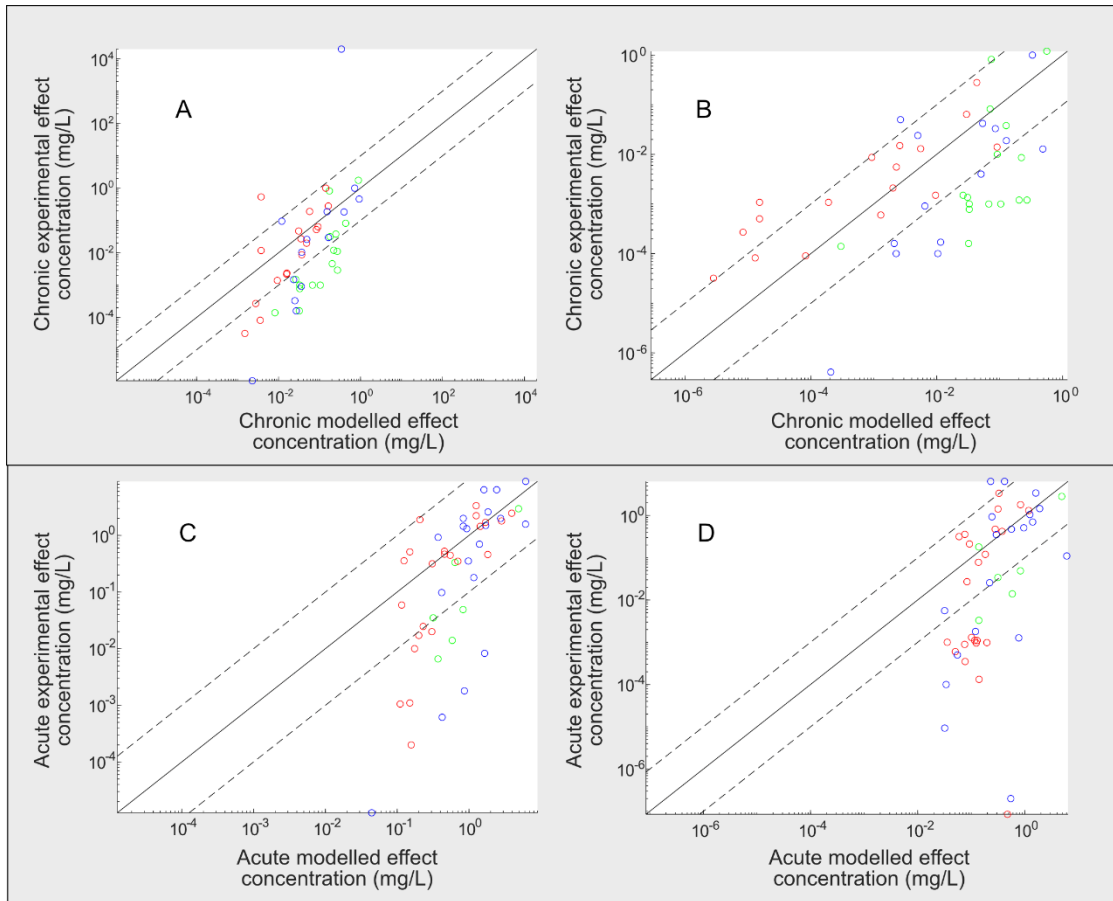 A
Chronic experimental effect
concentration (mg/L)
10^4
10^2
10^0
10^-2
10^-4
10^-4
10^-2
10^0
10^2
10^4
Chronic modelled effect
concentration (mg/L)
B
Chronic experimental effect
concentration (mg/L)
10^0
10^-2
10^-4
10^-6
10^-6
10^-4
10^-2
10^0
Chronic modelled effect
concentration (mg/L)
C
Acute experimental effect
concentration (mg/L)
10^0
10^-1
10^-2
10^-3
10^-4
10^-4
10^-3
10^-2
10^-1
10^0
Acute modelled effect
concentration (mg/L)
D
Acute experimental effect
concentration (mg/L)
10^0
10^-2
10^-4
10^-6
10^-6
10^-4
10^-2
10^0
Acute modelled effect
concentration (mg/L)